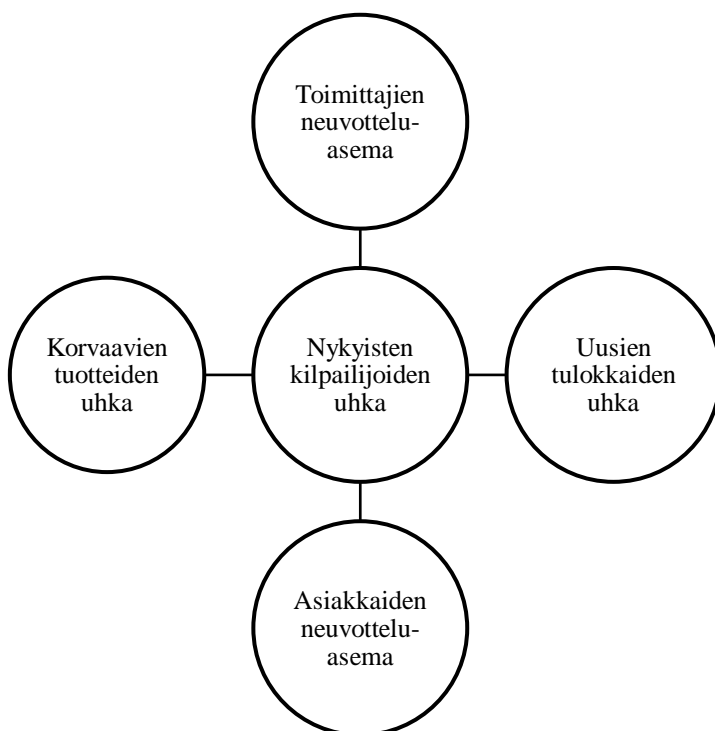 Toimittajien
neuvottelu-
asema
Korvaavien
tuotteiden
uhka
Nykyisten
kilpailijoiden
uhka
Uusien
tulokkaiden
uhka
Asiakkaiden
neuvottelu-
asema